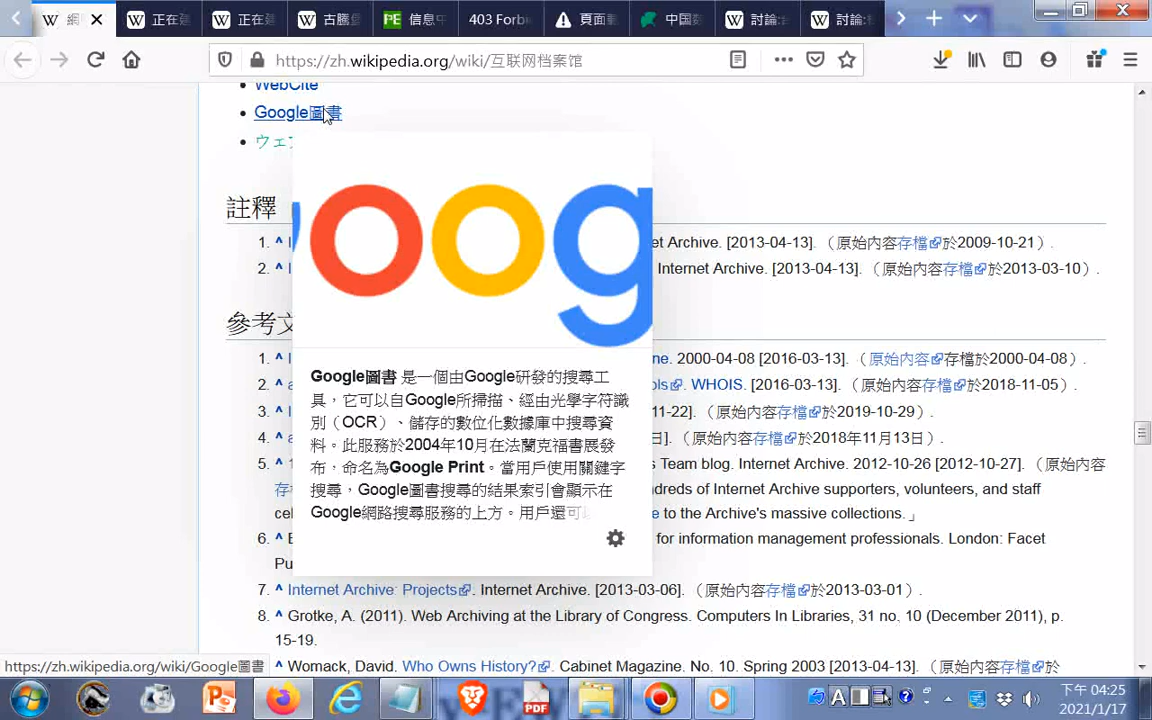 網
正在
正在
古騰
信息
403 Forb
頁面
中国
討論:
討論:
https://zh.wikipedia.org/wiki/互联网档案馆
WebCite
Google圖書
ウェブ
oog
Google圖書 是一個由Google研發的搜尋工
具，它可以自Google所掃描、經由光學字符識
別（OCR）、儲存的數位化數據庫中搜尋資
料。此服務於2004年10月在法蘭克福書展發
布，命名為Google Print。當用戶使用關鍵字
搜尋，Google圖書搜尋的結果索引會顯示在
Google網路搜尋服務的上方。用戶還可
註釋
1. ^ I
et Archive. [2013-04-13]. （原始內容存檔於2009-10-21）.
2. ^ I
Internet Archive. [2013-04-13]. （原始內容存檔於2013-03-10）.
參考文
1. ^ I
ne. 2000-04-08 [2016-03-13]. （原始內容存檔於2000-04-08）.
2. ^ a
ols. WHOIS. [2016-03-13]. （原始內容存檔於2018-11-05）.
3. ^ I
11-22]. （原始內容存檔於2019-10-29）.
4. ^ a
日]. （原始內容存檔於2018年11月13日）.
5. ^ 1
s Team blog. Internet Archive. 2012-10-26 [2012-10-27]. （原始內容
存
ndreds of Internet Archive supporters, volunteers, and staff
cel
e to the Archive's massive collections.」
6. ^ E
for information management professionals. London: Facet
Pu
7. ^ Internet Archive: Projects. Internet Archive. [2013-03-06]. （原始內容存檔於2013-03-01）.
8. ^ Grotke, A. (2011). Web Archiving at the Library of Congress. Computers In Libraries, 31 no. 10 (December 2011), p.
15-19.
^ Womack, David. Who Owns History?. Cabinet Magazine. No. 10. Spring 2003 [2013-04-13]. （原始內容存檔於
https://zh.wikipedia.org/wiki/Google圖書
PDF
A
下午 04:25
2021/1/17